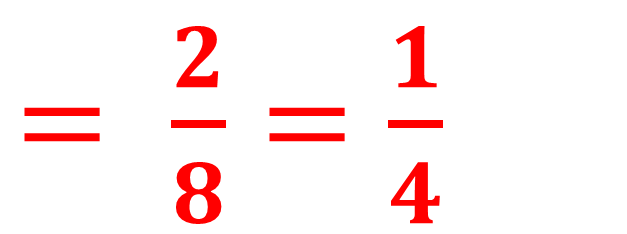 = 2/8 = 1/4